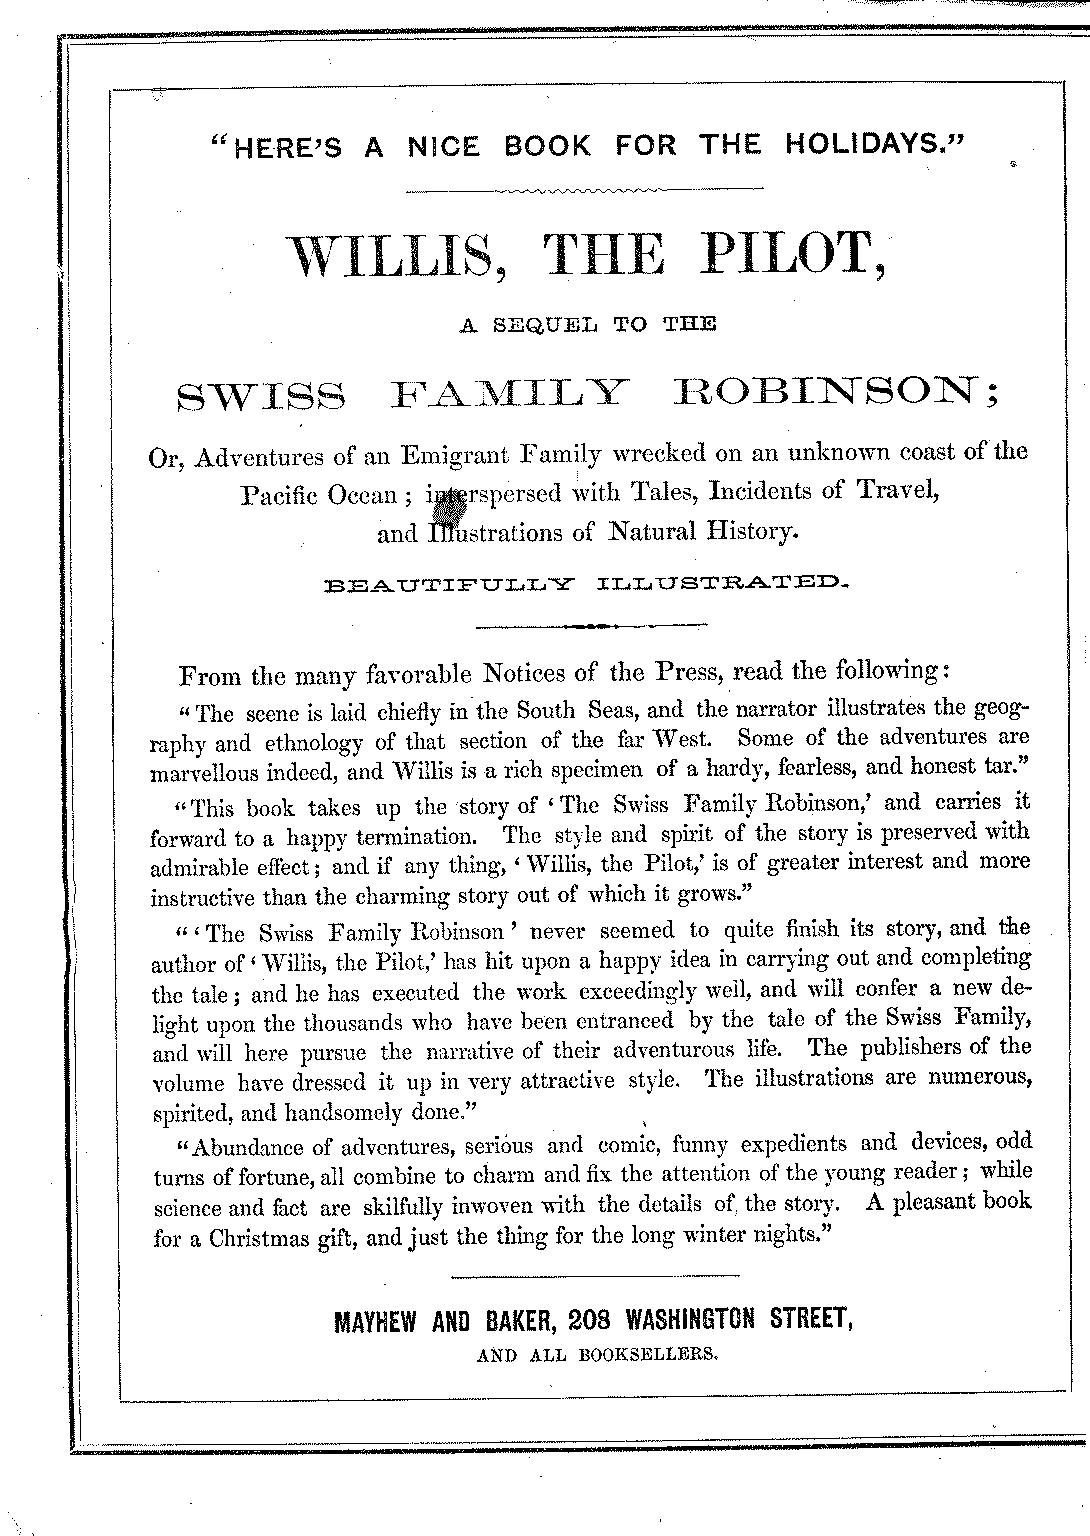 "HERE'S A NICE BOOK FOR THE HOLIDAYS."
WILLIS, THE PILOT,
A SEQUEL TO THE
SWISS FAMILY ROBINSON;
Or, Adventures of an Emigrant Family wrecked on an unknown coast of the
Pacific Ocean; interspersed with Tales, Incidents of Travel,
and Illustrations of Natural History.
BEAUTIFULLY ILLUSTRATED.
From the many favorable Notices of the Press, read the following:
"The scene is laid chiefly in the South Seas, and the narrator illustrates the geog-
raphy and ethnology of that section of the far West. Some of the adventures are
marvellous indeed, and Willis is a rich specimen of a hardy, fearless, and honest tar."
"This book takes up the story of 'The Swiss Family Robinson,' and carries it
forward to a happy termination. The style and spirit of the story is preserved with
admirable effect; and if any thing, 'Willis, the Pilot,' is of greater interest and more
instructive than the charming story out of which it grows."
"'The Swiss Family Robinson' never seemed to quite finish its story, and the
author of 'Willis, the Pilot,' has hit upon a happy idea in carrying out and completing
the tale; and he has executed the work exceedingly well, and will confer a new de-
light upon the thousands who have been entranced by the tale of the Swiss Family,
and will here pursue the narrative of their adventurous life. The publishers of the
volume have dressed it up in very attractive style. The illustrations are numerous,
spirited, and handsomely done."
"Abundance of adventures, serious and comic, funny expedients and devices, odd
turns of fortune, all combine to charm and fix the attention of the young reader; while
science and fact are skilfully inwoven with the details of the story. A pleasant book
for a Christmas gift, and just the thing for the long winter nights."
MAYHEW AND BAKER, 208 WASHINGTON STREET,
AND ALL BOOKSELLERS.